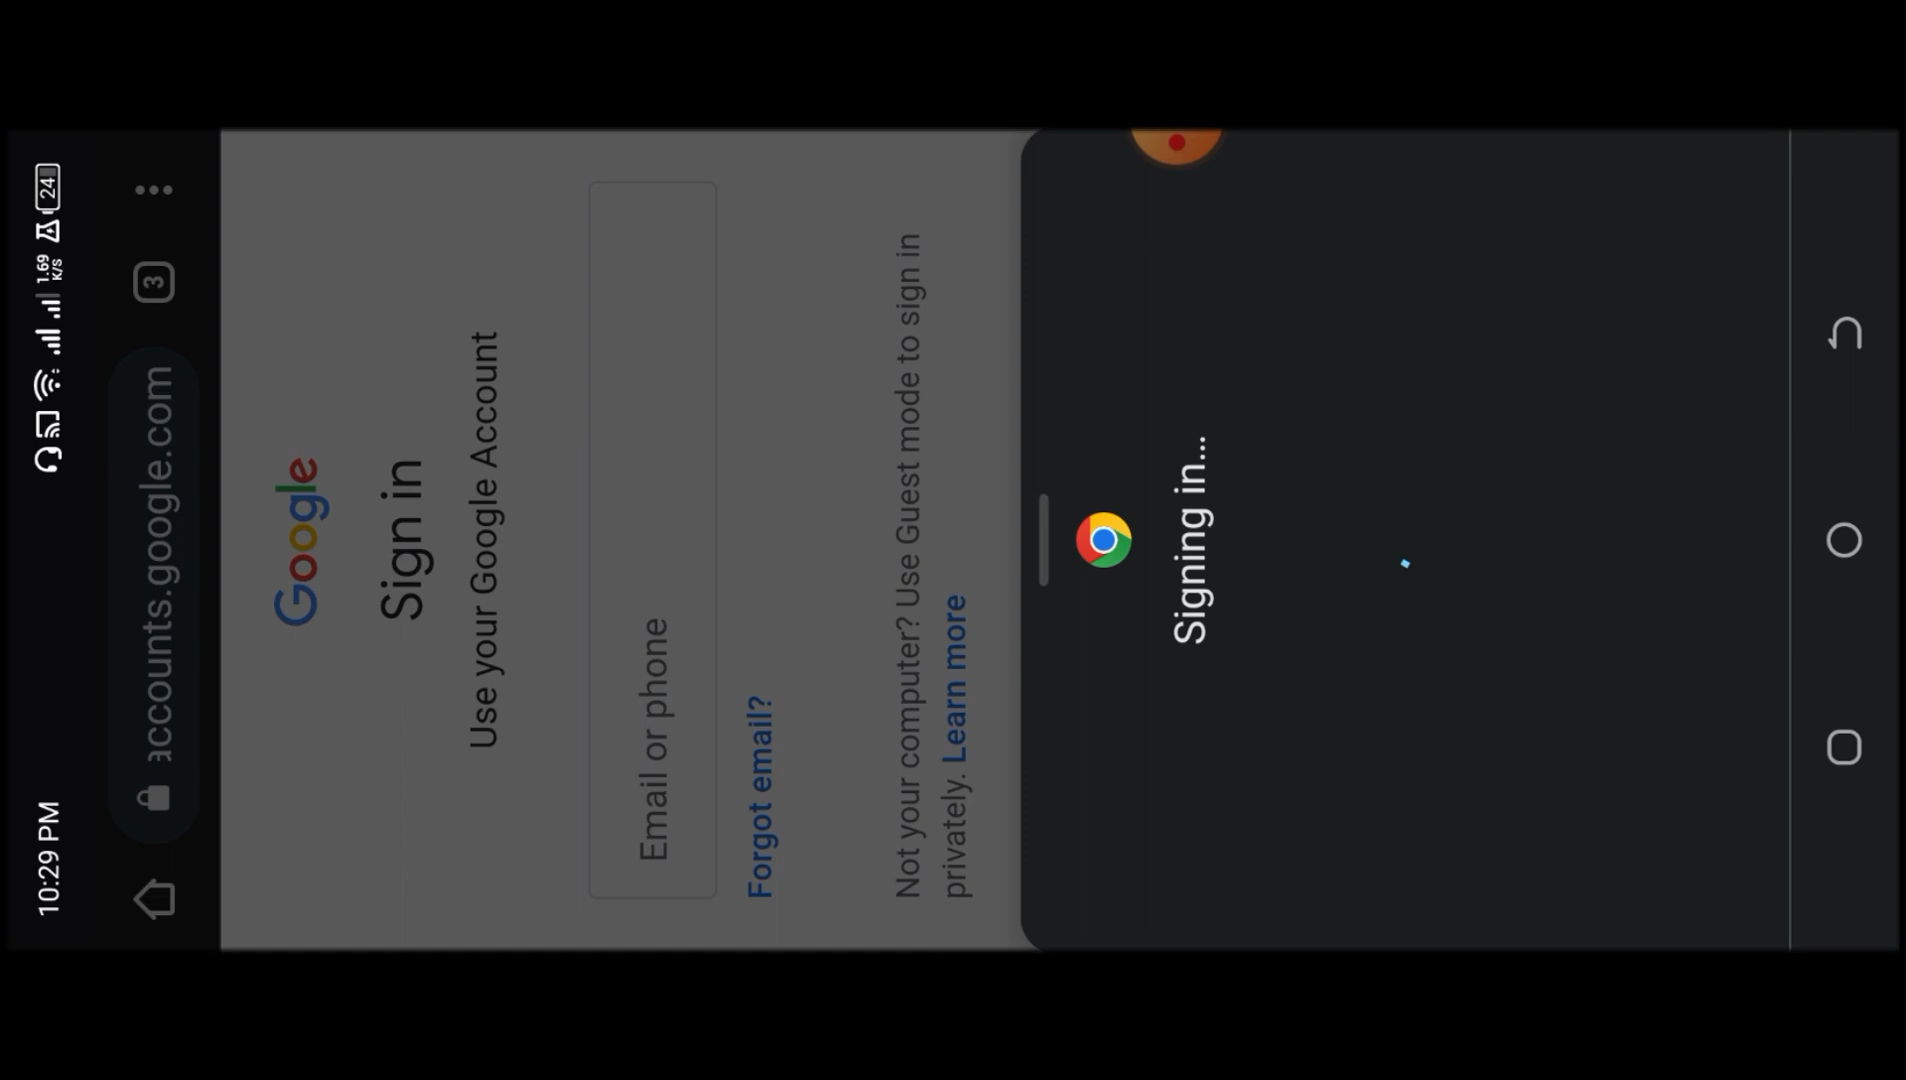 10:29 PM
1.69
K/S
24
accounts.google.com
3
Google
Sign in
Use your Google Account
Email or phone
Forgot email?
Not your computer? Use Guest mode to sign in
privately. Learn more
Signing in...